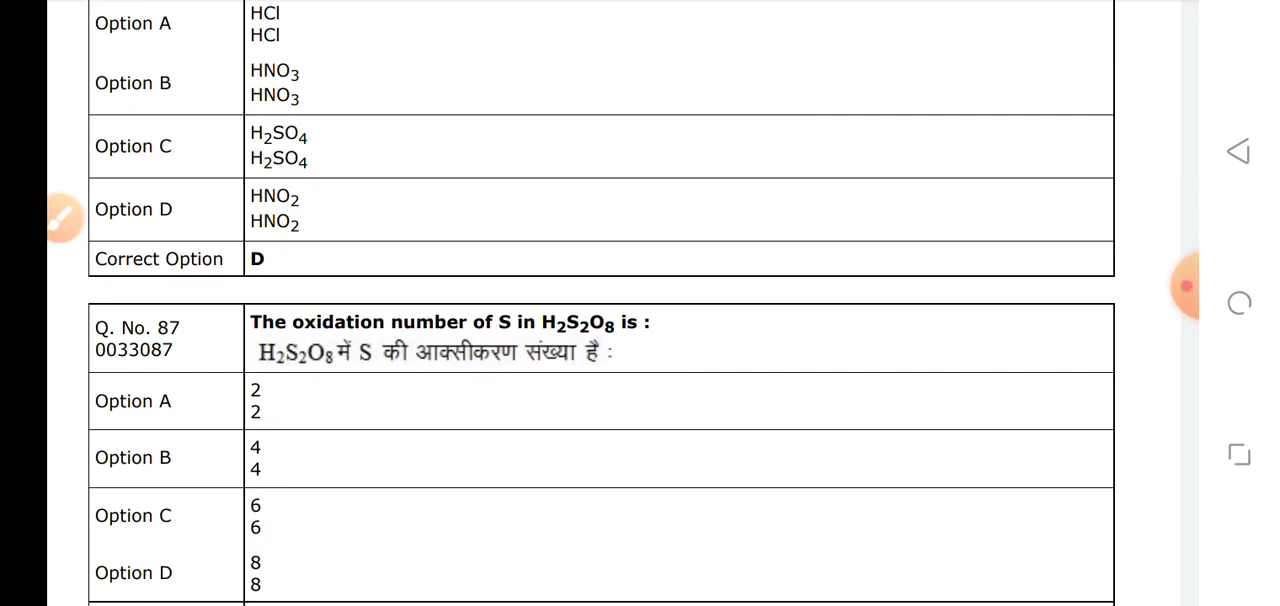 Option A
HCl
HCl
Option B
HNO3
HNO3
Option C
H2SO4
H2SO4
Option D
HNO2
HNO2
Correct Option D
Q. No. 87
0033087
The oxidation number of S in H2S2O8 is :
H2S2O8 में S की आक्सीकरण संख्या है :
Option A
2
2
Option B
4
4
Option C
6
6
Option D
8
8